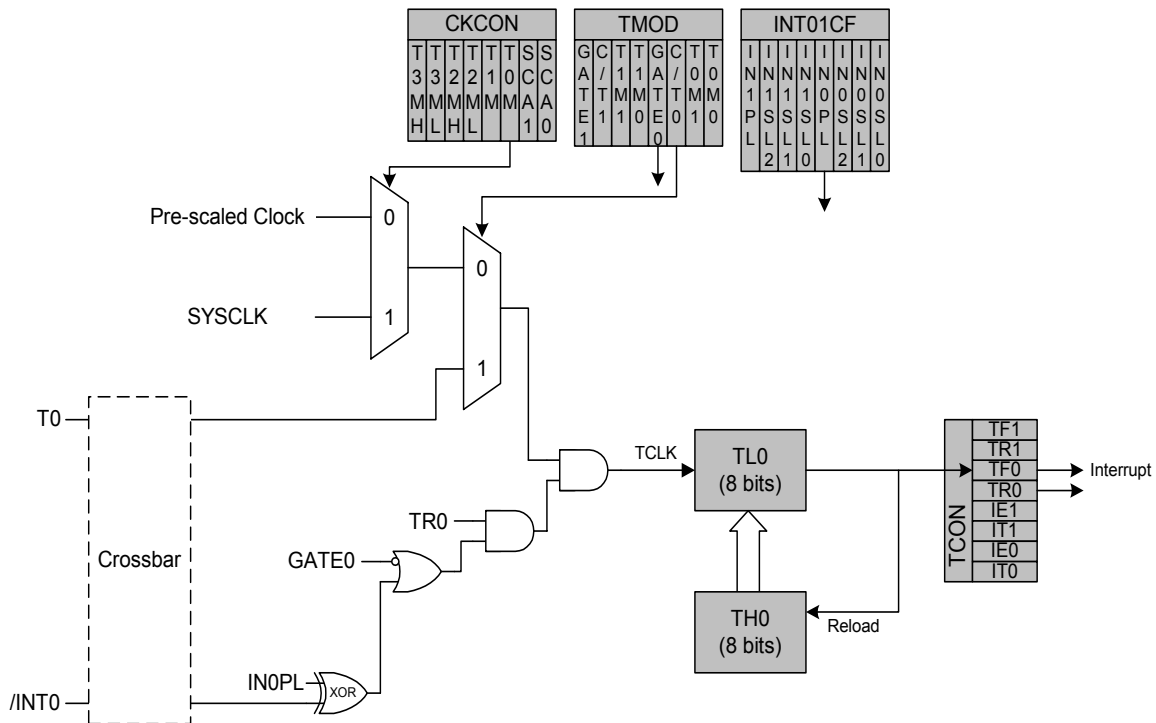 CKCON
T3MH
T3ML
T2MH
T2ML
T1M
T0M
SCA1
SCA0
TMOD
GATE1
C/T1
T1M1
T1M0
GATE0
C/T0
T0M1
T0M0
INT01CF
IN1PL
IN1SL2
IN1SL1
IN1SL0
IN0PL
IN0SL2
IN0SL1
IN0SL0
Pre-scaled Clock
0
SYSCLK
1
0
1
T0
Crossbar
/INT0
TR0
GATE0
IN0PL
XOR
TCLK
TL0
(8 bits)
TH0
(8 bits)
Reload
TCON
TF1
TR1
TF0
TR0
IE1
IT1
IE0
IT0
Interrupt